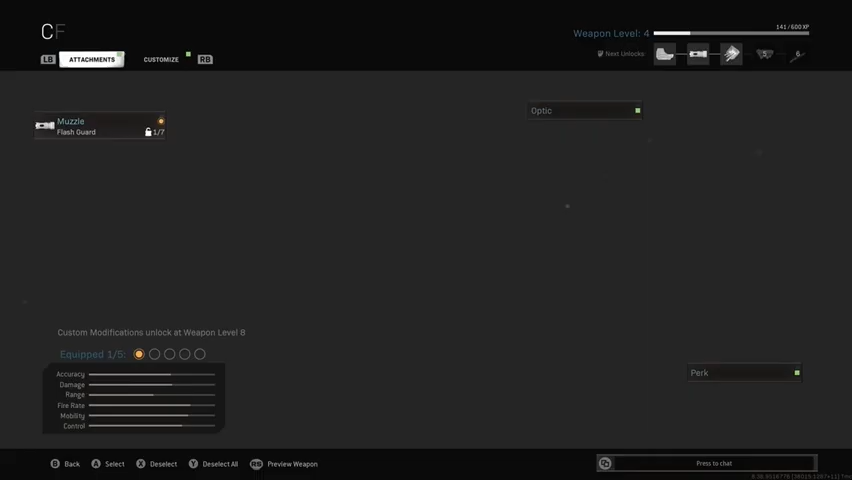 CF
141/600 XP
Weapon Level: 4
LB ATTACHMENTS CUSTOMIZE RB
Next Unlocks:
5
6
Muzzle
Flash Guard 1/7
Optic
Custom Modifications unlock at Weapon Level 8
Equipped 1/5:
Accuracy
Damage
Range
Fire Rate
Mobility
Control
Perk
B Back A Select X Deselect Y Deselect All RS Preview Weapon
Press to chat